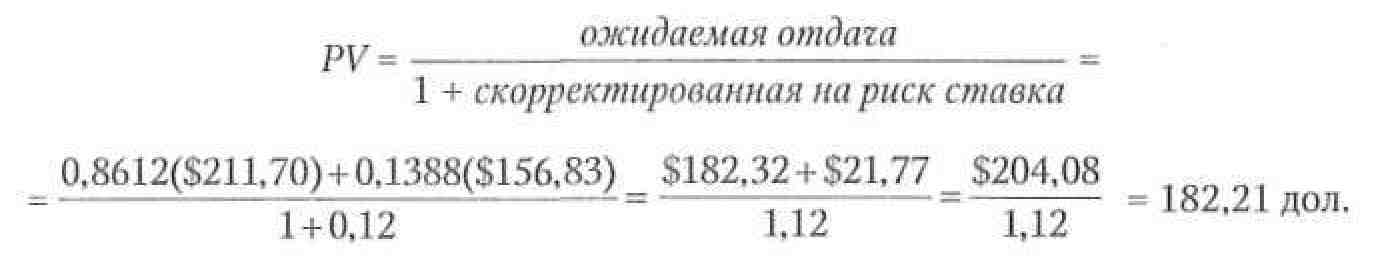 PV = ожидаемая отдача / 1 + скорректированная на риск ставка =
= 0,8612($211,70)+0,1388($156,83) / 1+0,12 = $182,32+$21,77 / 1,12 = $204,08 / 1,12 = 182,21 дол.